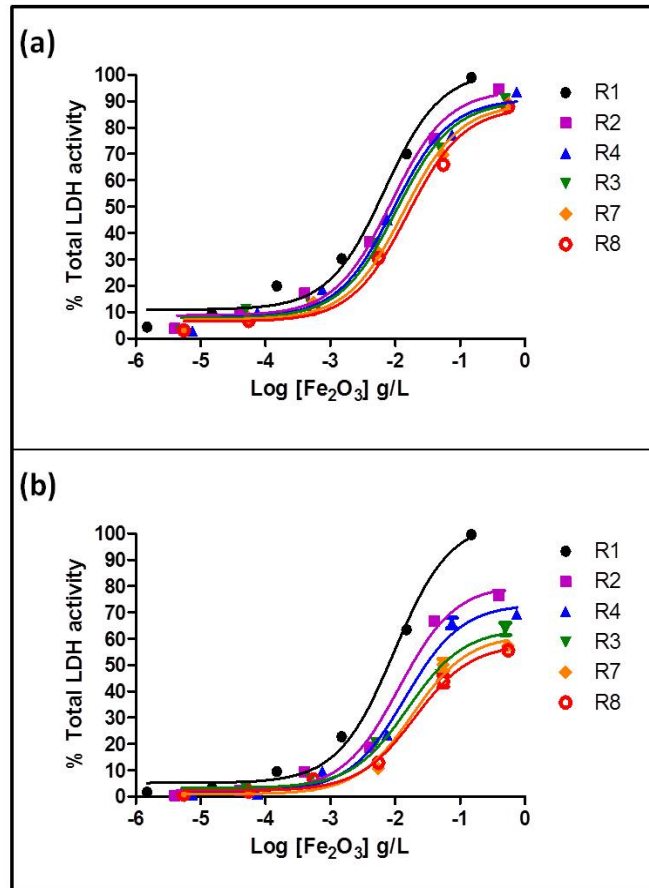 (a)
% Total LDH activity
100
90
80
70
60
50
40
30
20
10
0
-6 -5 -4 -3 -2 -1 0
Log [Fe₂O₃] g/L
R1
R2
R4
R3
R7
R8
(b)
% Total LDH activity
100
90
80
70
60
50
40
30
20
10
0
-6 -5 -4 -3 -2 -1 0
Log [Fe₂O₃] g/L
R1
R2
R4
R3
R7
R8